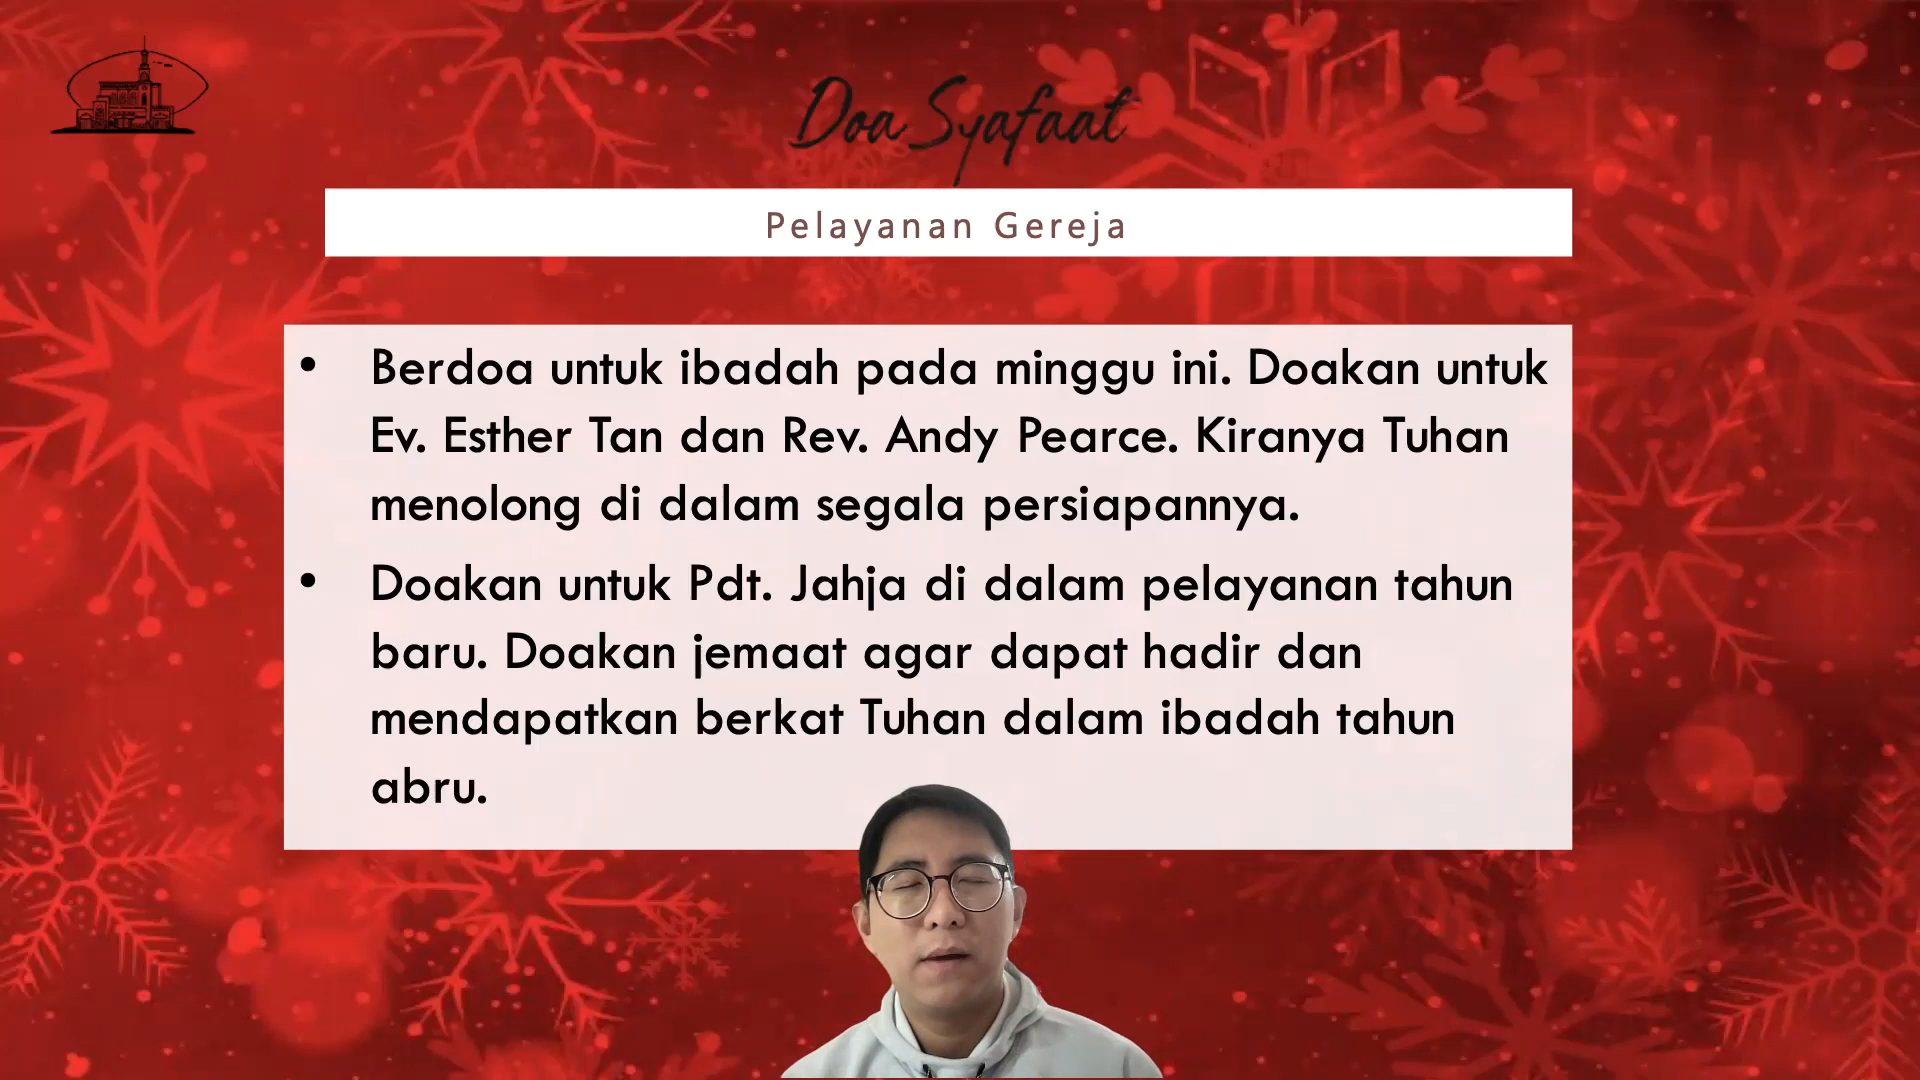 Doa Syafaat
Pelayanan Gereja
• Berdoa untuk ibadah pada minggu ini. Doakan untuk
Ev. Esther Tan dan Rev. Andy Pearce. Kiranya Tuhan
menolong di dalam segala persiapannya.
• Doakan untuk Pdt. Jahja di dalam pelayanan tahun
baru. Doakan jemaat agar dapat hadir dan
mendapatkan berkat Tuhan dalam ibadah tahun
abru.